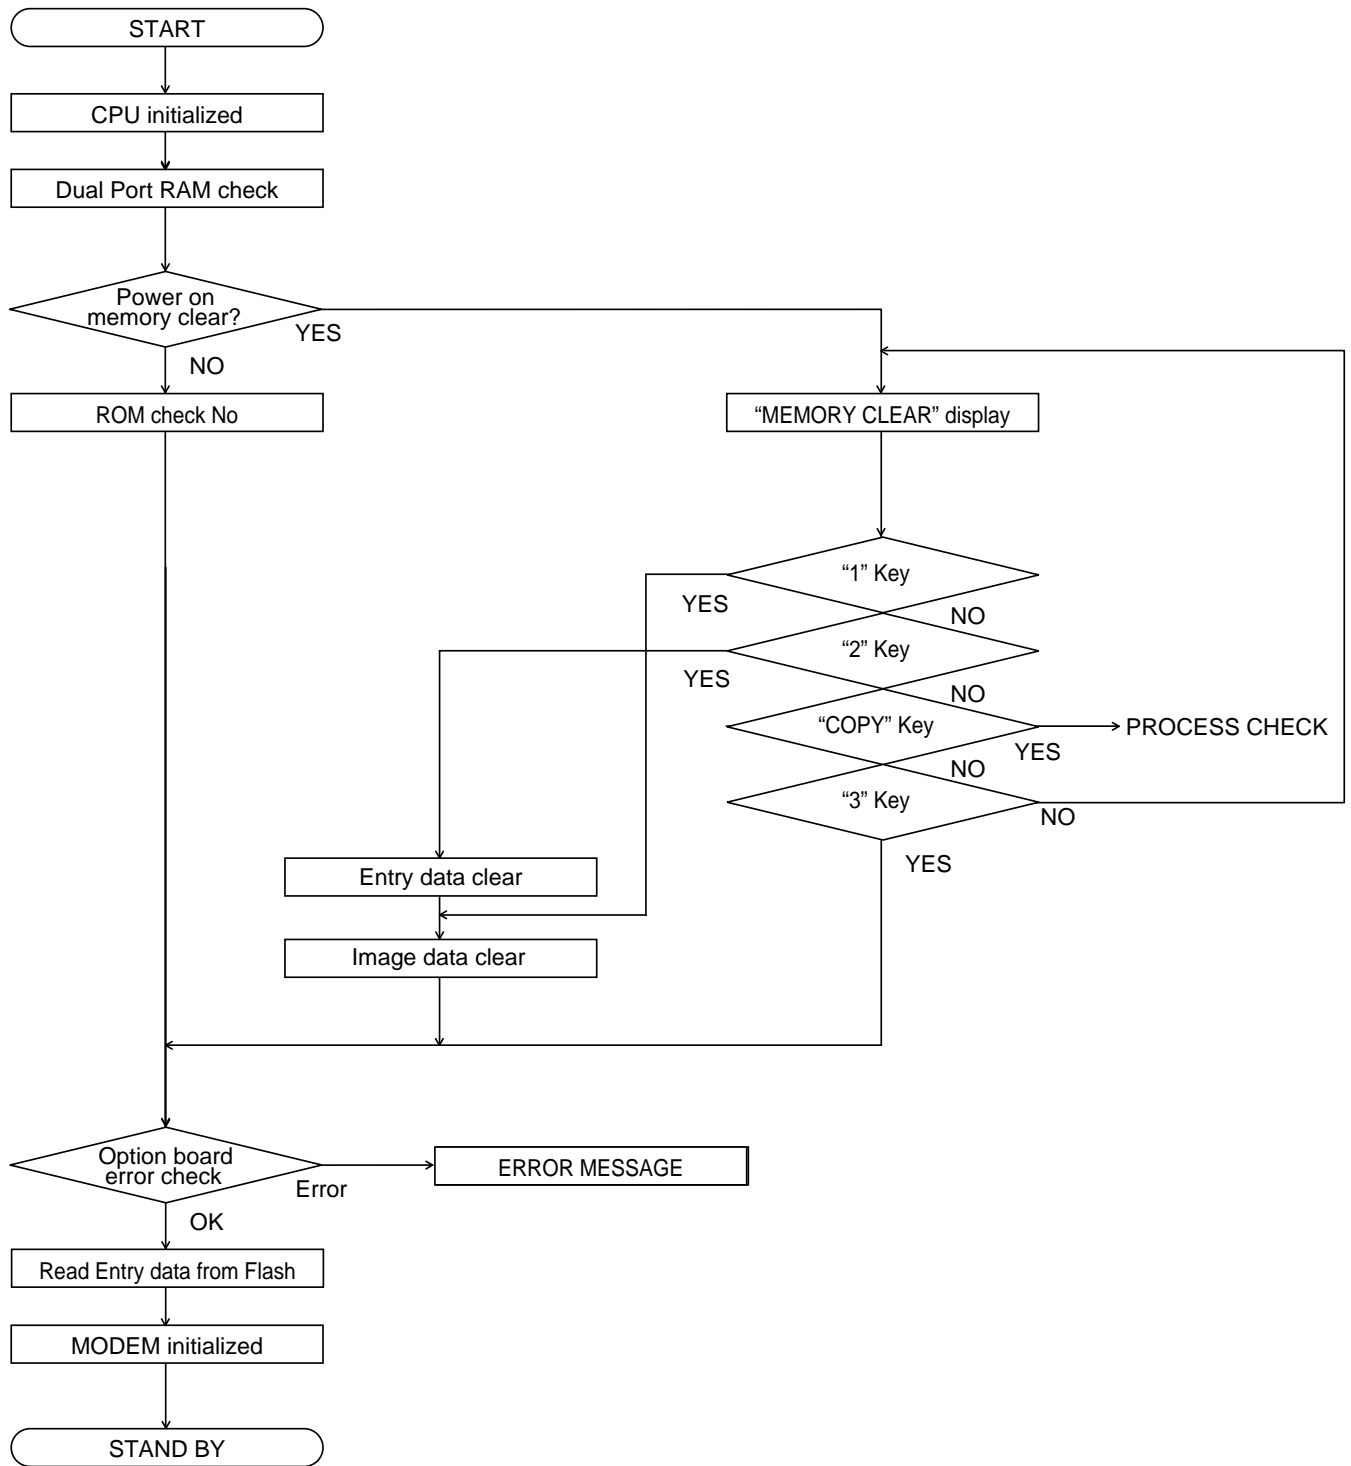 START
CPU initialized
Dual Port RAM check
Power on
memory clear?
YES
NO
ROM check No
“MEMORY CLEAR” display
“1” Key
YES
NO
“2” Key
YES
NO
“COPY” Key
PROCESS CHECK
YES
NO
“3” Key
NO
YES
Entry data clear
Image data clear
Option board
error check
ERROR MESSAGE
Error
OK
Read Entry data from Flash
MODEM initialized
STAND BY